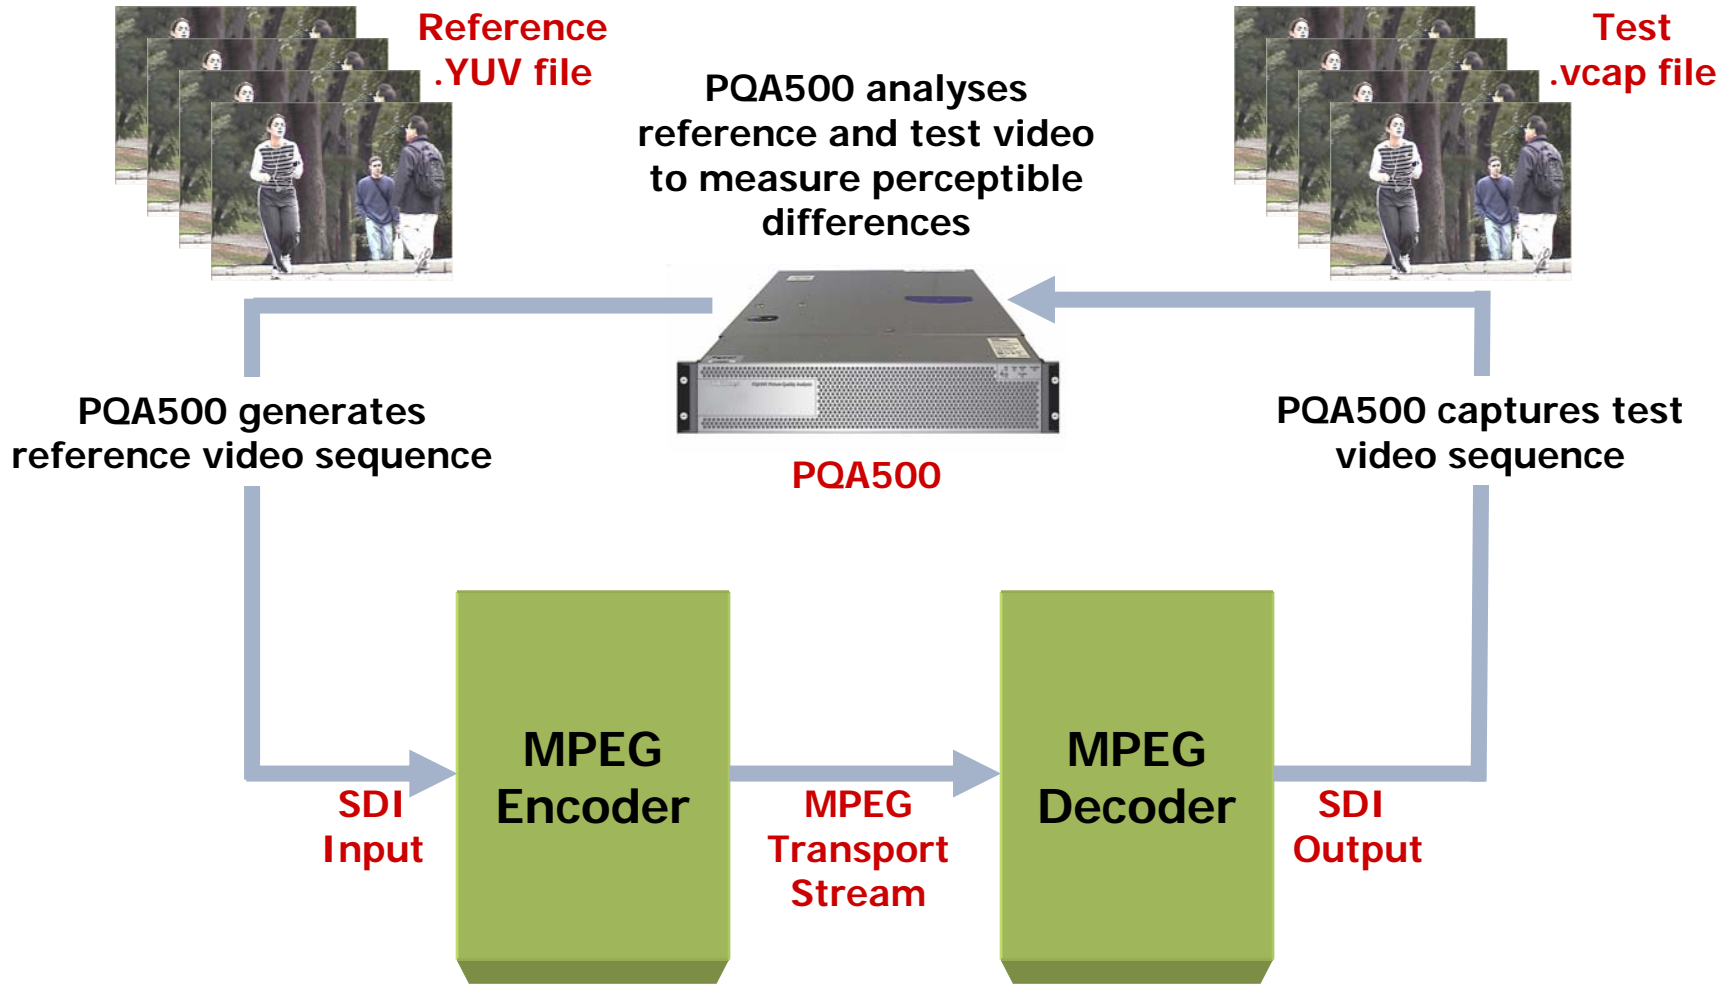 Reference
.YUV file
PQA500 analyses
reference and test video
to measure perceptible
differences
Test
.vcap file
PQA500 generates
reference video sequence
PQA500
PQA500 captures test
video sequence
MPEG
Encoder
MPEG
Decoder
SDI
Input
MPEG
Transport
Stream
SDI
Output